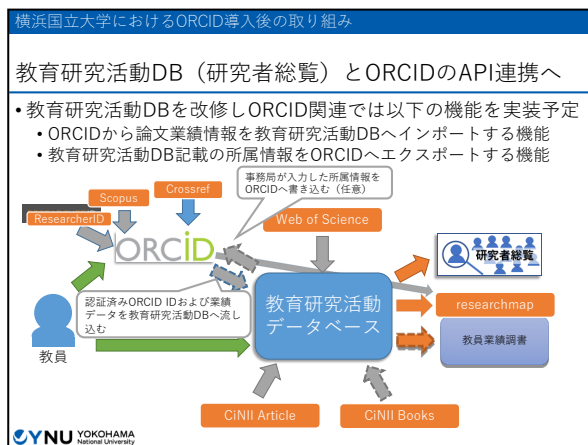 横浜国立大学におけるORCID導入後の取り組み
教育研究活動DB（研究者総覧）とORCIDのAPI連携へ
• 教育研究活動DBを改修しORCID関連では以下の機能を実装予定
• ORCIDから論文業績情報を教育研究活動DBへインポートする機能
• 教育研究活動DB記載の所属情報をORCIDへエクスポートする機能
Crossref
Scopus
ResearcherID
事務局が入力した所属情報を
ORCIDへ書き込む（任意）
Web of Science
ORCID
研究者総覧
認証済みORCID IDおよび業績
データを教育研究活動DBへ流し
込む
教育研究活動
データベース
researchmap
教員業績調書
教員
CiNII Article
CiNII Books
YNU YOKOHAMA
National University